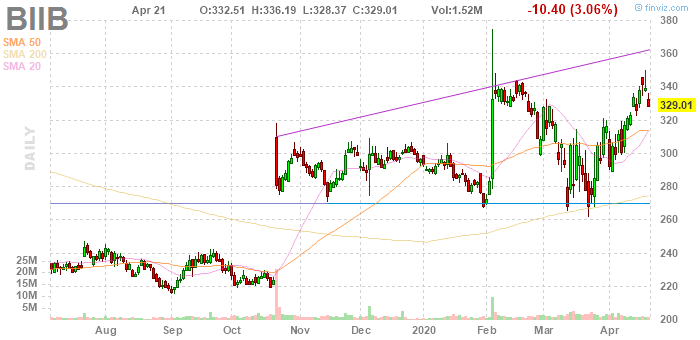 BIIB
Apr 21 O:332.51 H:336.19 L:328.37 C:329.01 Vol:1.52M -10.40 (3.06%)
© finviz.com
SMA 50
SMA 200
SMA 20
DAILY
380
360
340
329.01
320
300
280
260
240
220
200
25M
20M
15M
10M
5M
Aug Sep Oct Nov Dec 2020 Feb Mar Apr